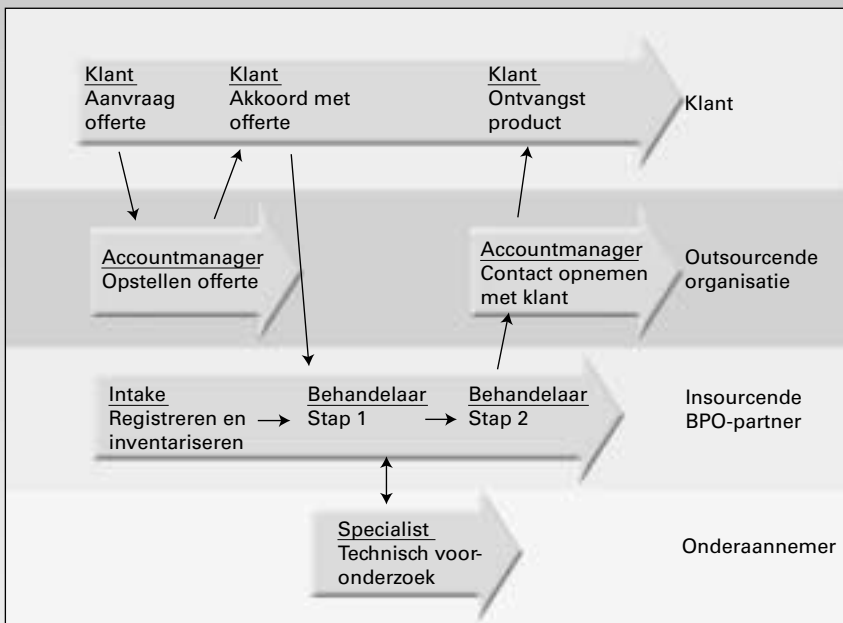 Klant
Aanvraag
offerte
Klant
Akkoord met
offerte
Klant
Ontvangst
product
Klant
Accountmanager
Opstellen offerte
Accountmanager
Contact opnemen
met klant
Outsourcende
organisatie
Intake
Registreren en
inventariseren
Behandelaar
Stap 1
Behandelaar
Stap 2
Insourcende
BPO-partner
Specialist
Technisch voor-
onderzoek
Onderaannemer